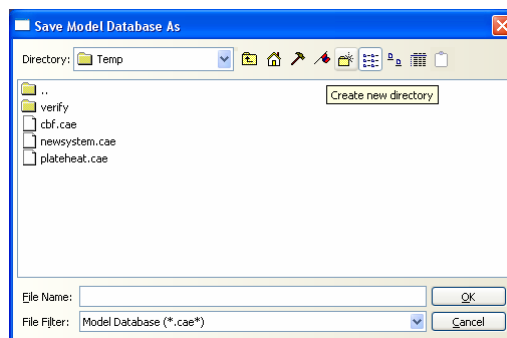 Save Model Database As
Directory: Temp
Create new directory
..
verify
cbf.cae
newsystem.cae
plateheat.cae
File Name: OK
File Filter: Model Database (*.cae*) Cancel